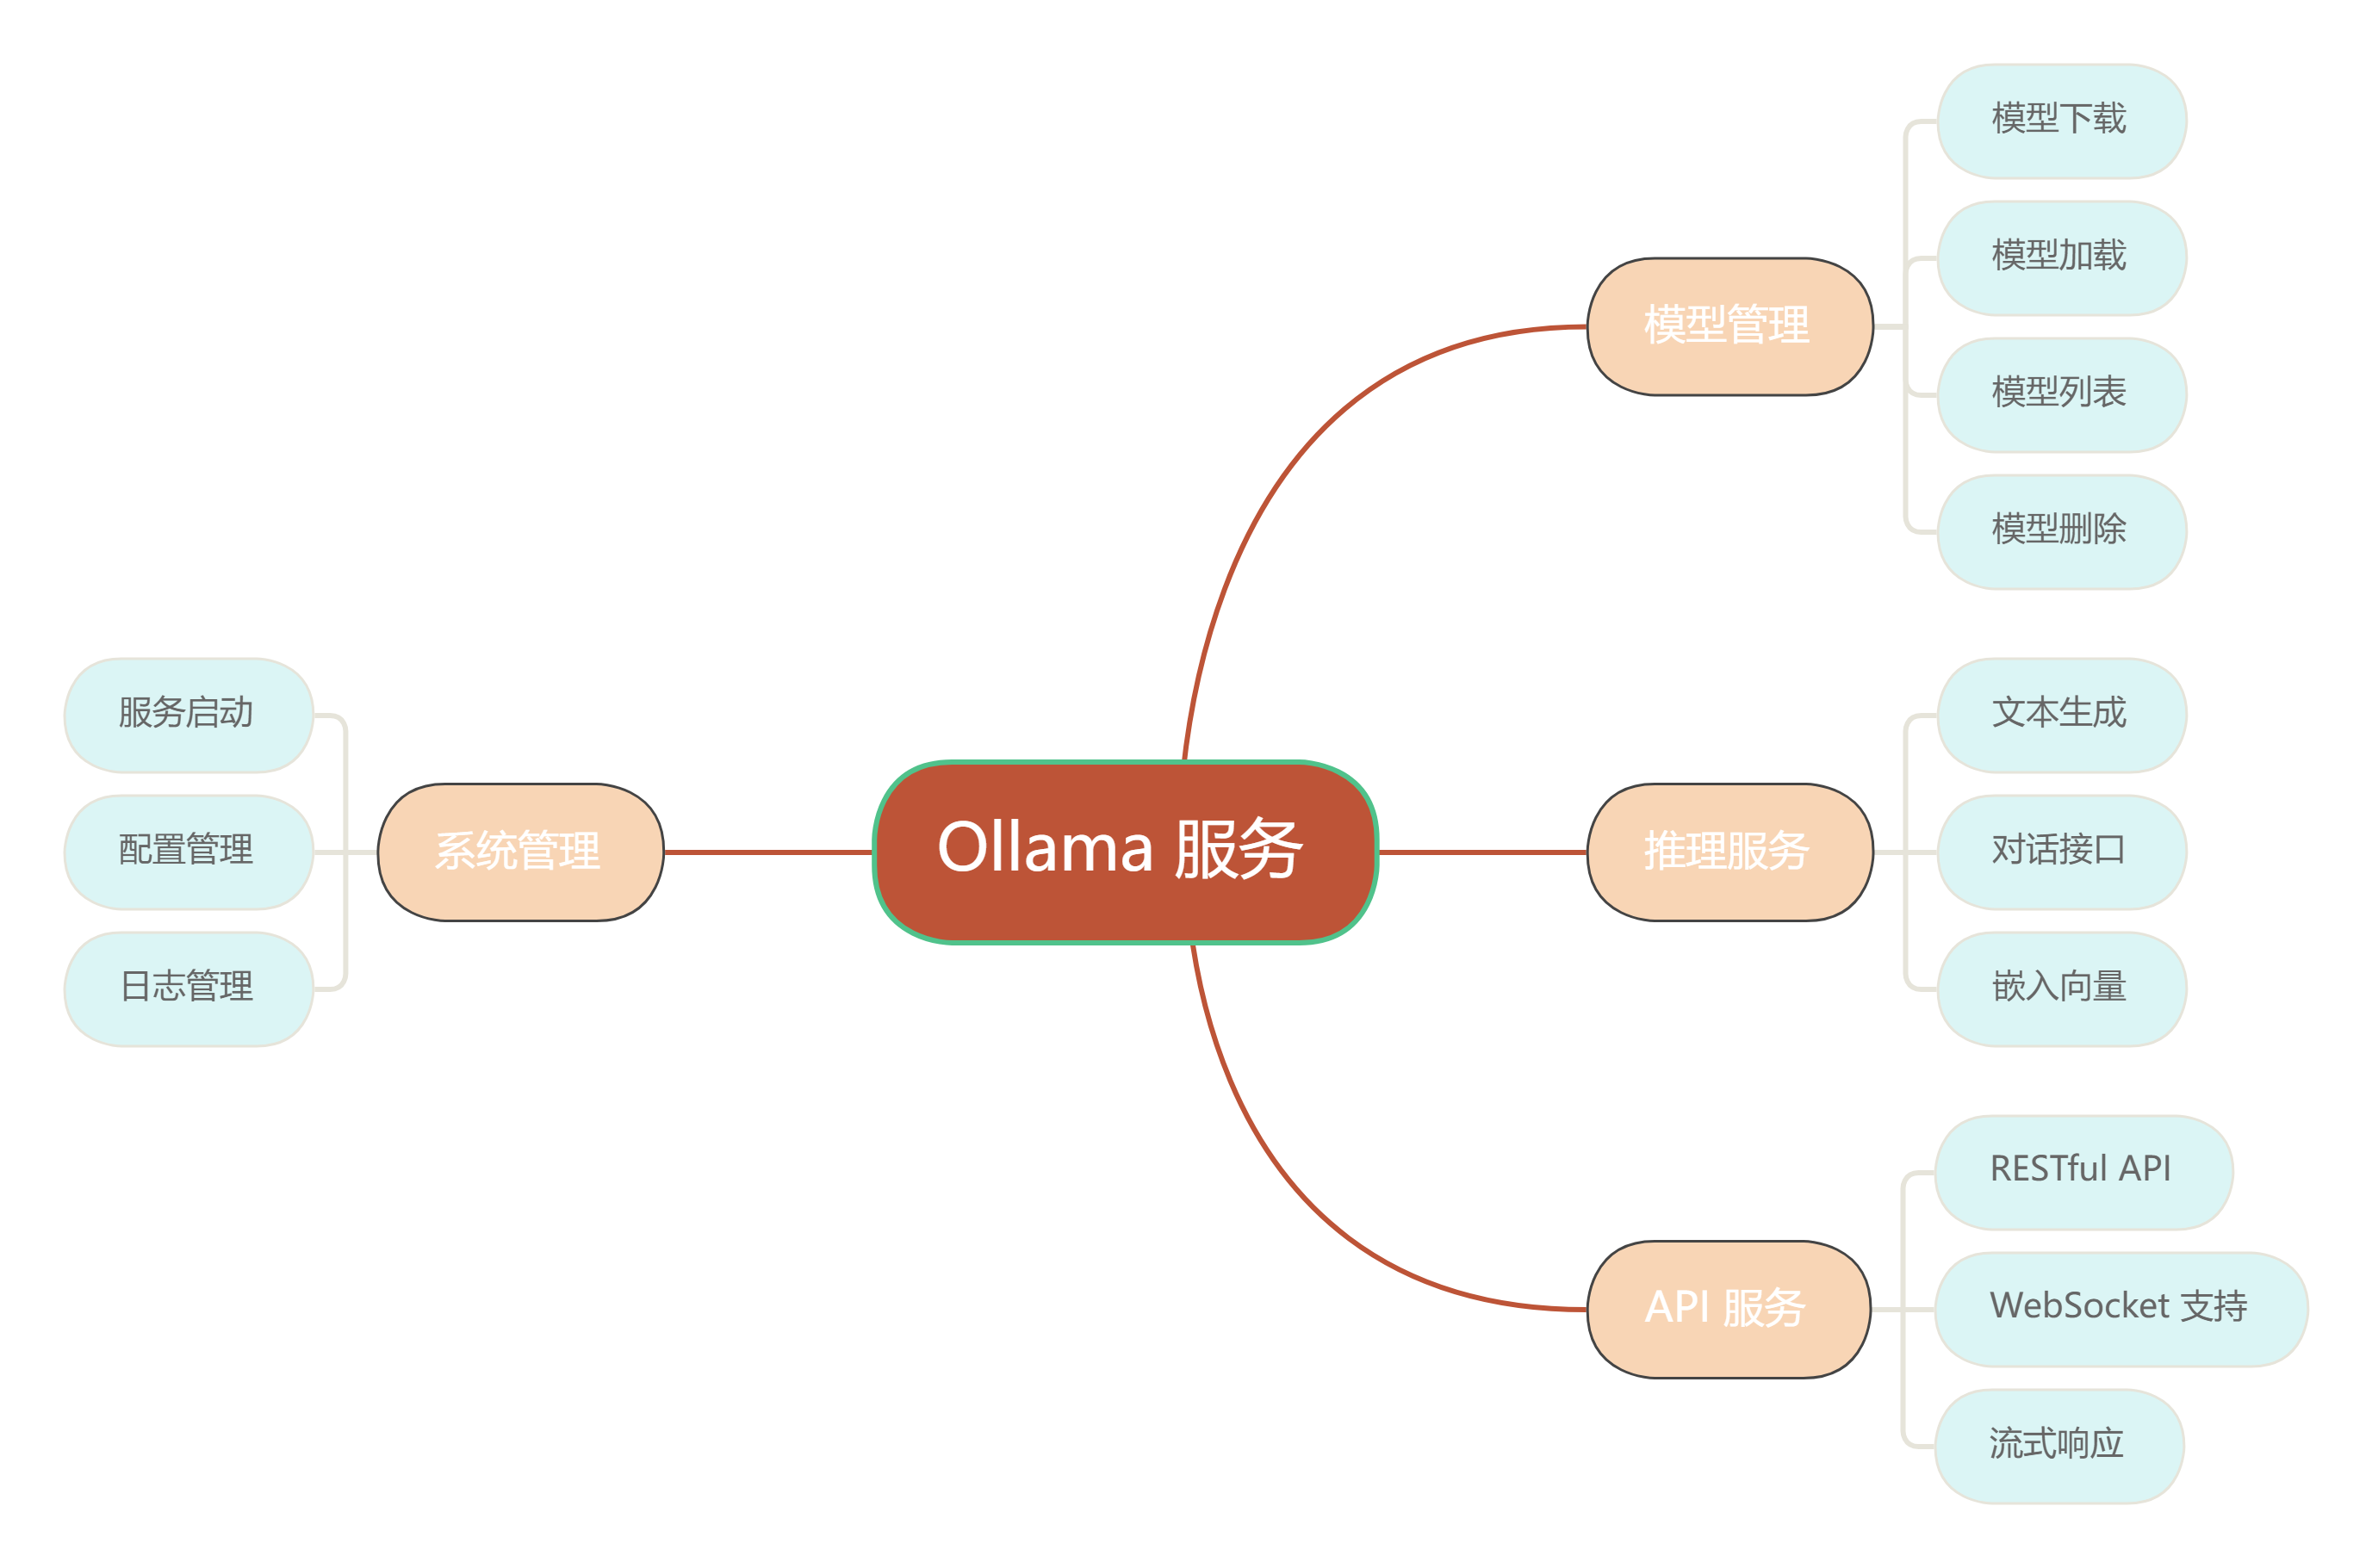 Ollama 服务
模型管理
模型下载
模型加载
模型列表
模型删除
推理服务
文本生成
对话接口
嵌入向量
API 服务
RESTful API
WebSocket 支持
流式响应
系统管理
服务启动
配置管理
日志管理